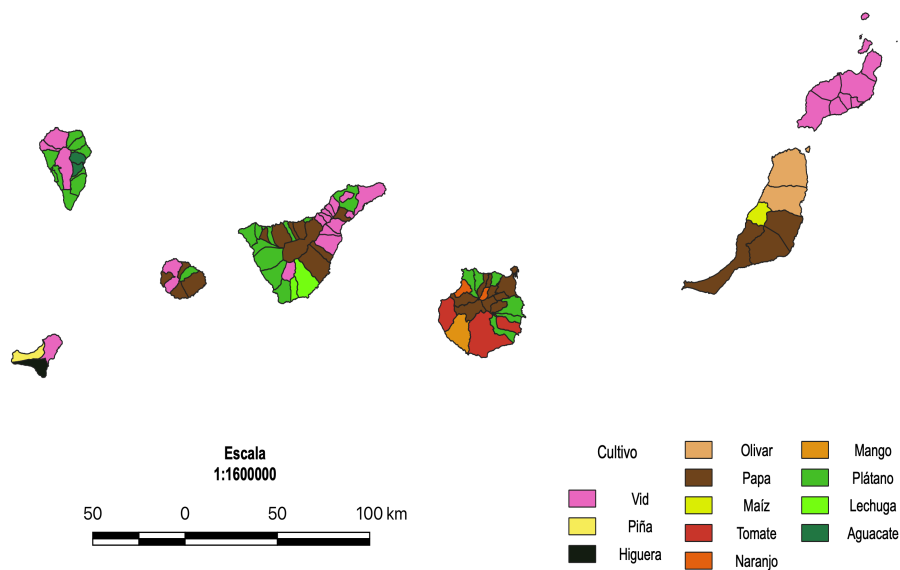 Escala
1:1600000
50 0 50 100 km
Cultivo
Vid
Piña
Higuera
Olivar
Papa
Maíz
Tomate
Naranjo
Mango
Plátano
Lechuga
Aguacate